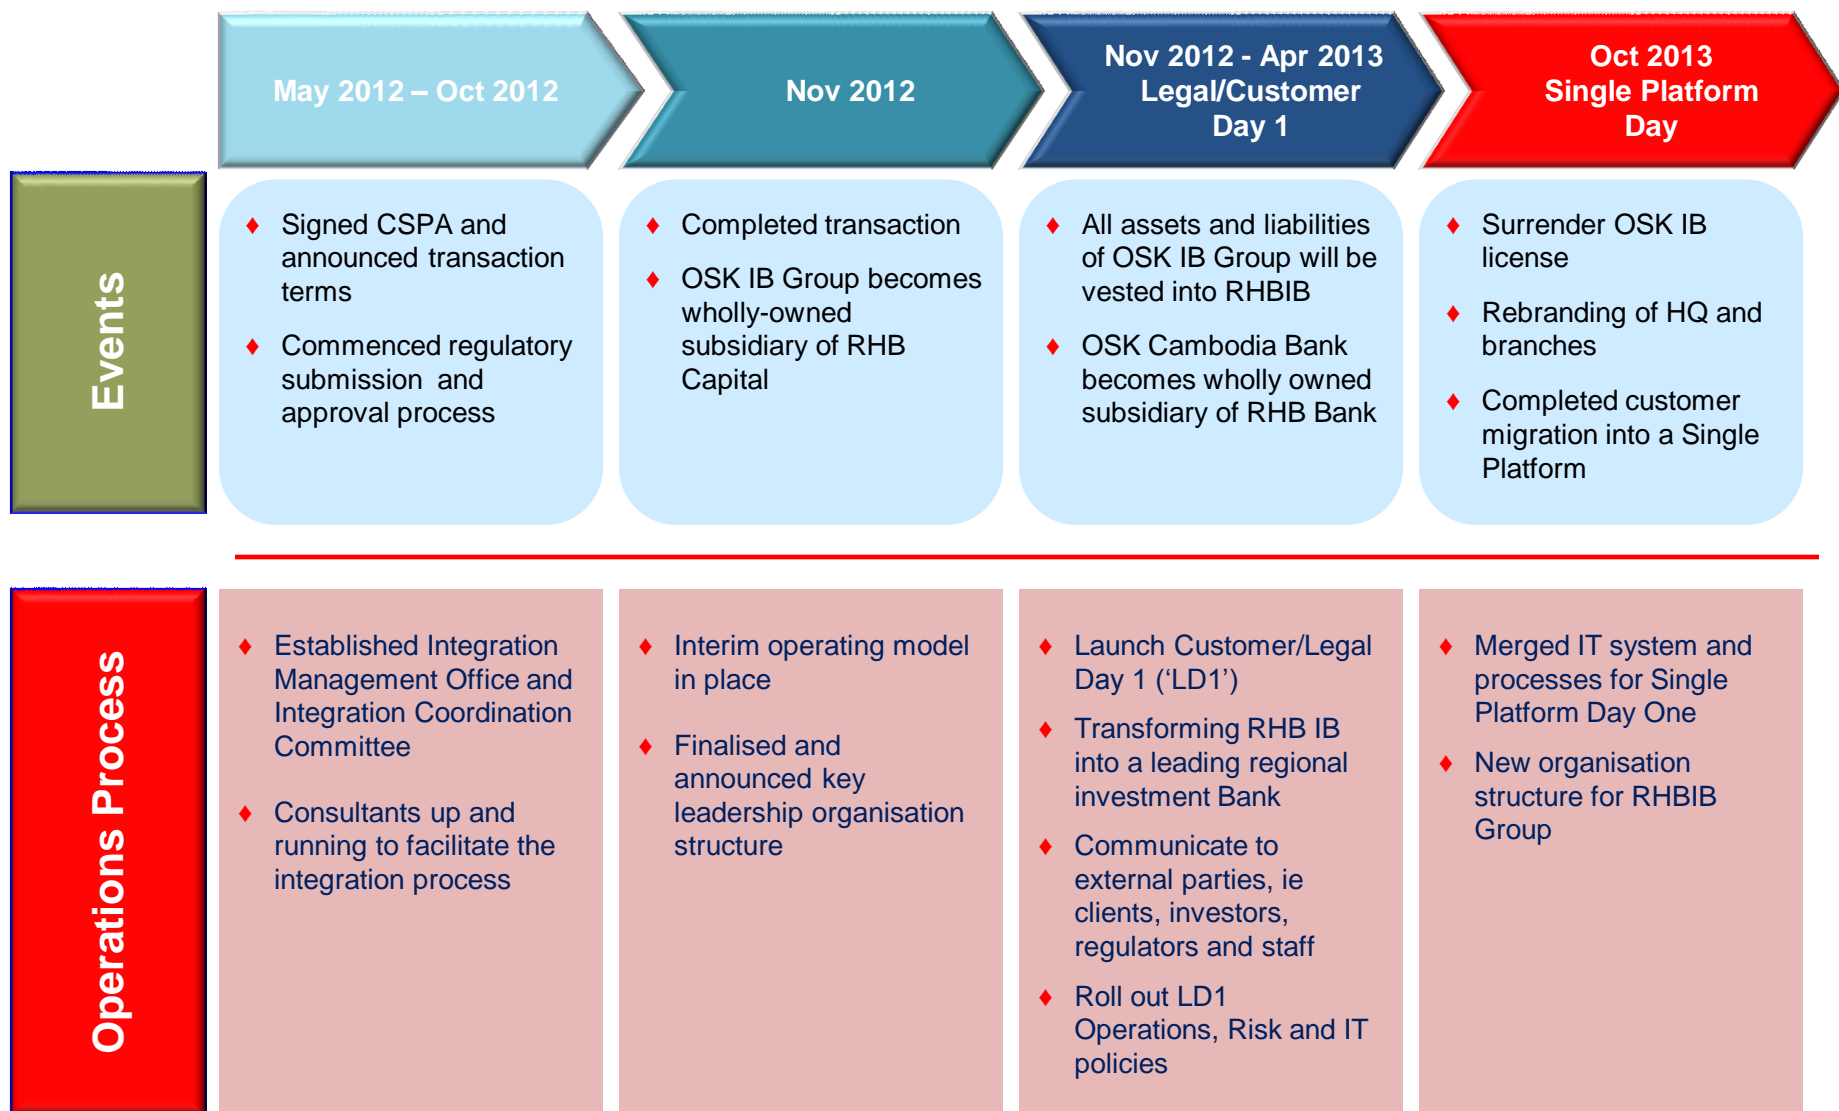 May 2012 – Oct 2012
Nov 2012
Nov 2012 - Apr 2013
Legal/Customer
Day 1
Oct 2013
Single Platform
Day
Events
♦ Signed CSPA and
announced transaction
terms
♦ Commenced regulatory
submission and
approval process
♦ Completed transaction
♦ OSK IB Group becomes
wholly-owned
subsidiary of RHB
Capital
♦ All assets and liabilities
of OSK IB Group will be
vested into RHBIB
♦ OSK Cambodia Bank
becomes wholly owned
subsidiary of RHB Bank
♦ Surrender OSK IB
license
♦ Rebranding of HQ and
branches
♦ Completed customer
migration into a Single
Platform
Operations Process
♦ Established Integration
Management Office and
Integration Coordination
Committee
♦ Consultants up and
running to facilitate the
integration process
♦ Interim operating model
in place
♦ Finalised and
announced key
leadership organisation
structure
♦ Launch Customer/Legal
Day 1 (‘LD1’)
♦ Transforming RHB IB
into a leading regional
investment Bank
♦ Communicate to
external parties, ie
clients, investors,
regulators and staff
♦ Roll out LD1
Operations, Risk and IT
policies
♦ Merged IT system and
processes for Single
Platform Day One
♦ New organisation
structure for RHBIB
Group